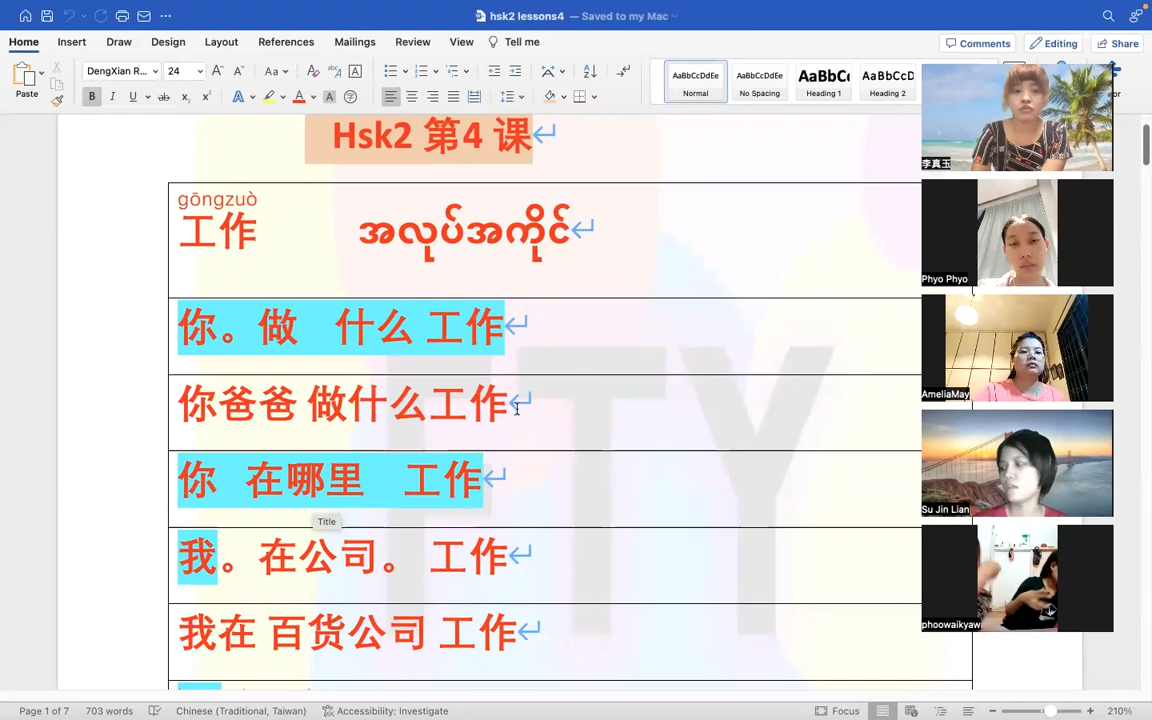 hsk2 lessons4 — Saved to my Mac
Home Insert Draw Design Layout References Mailings Review View Tell me
Comments Editing Share
Paste
DengXian R... 24
AaBbCcDdEe AaBbCcDdEe AaBbC AaBbCcD
Normal No Spacing Heading 1 Heading 2
Hsk2 第4 课
gōngzuò
工作 အလုပ်အကိုင်
你。做 什么 工作
你爸爸 做什么工作
你 在哪里 工作
Title
我。在公司。 工作
我在 百货公司 工作
李真玉
Phyo Phyo
AmeliaMay
Su Jin Lian
phoowaikyaw
Page 1 of 7 703 words Chinese (Traditional, Taiwan) Accessibility: Investigate Focus 210%